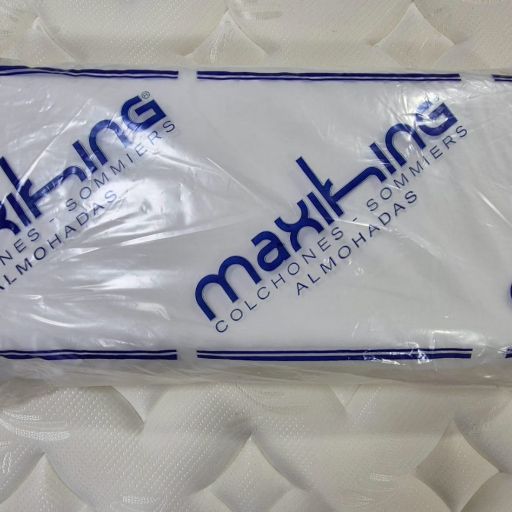 maxiking®
COLCHONES - SOMMIERS
ALMOHADAS
maxiking
COLCHONES - SOMMIERS
ALMOHADAS